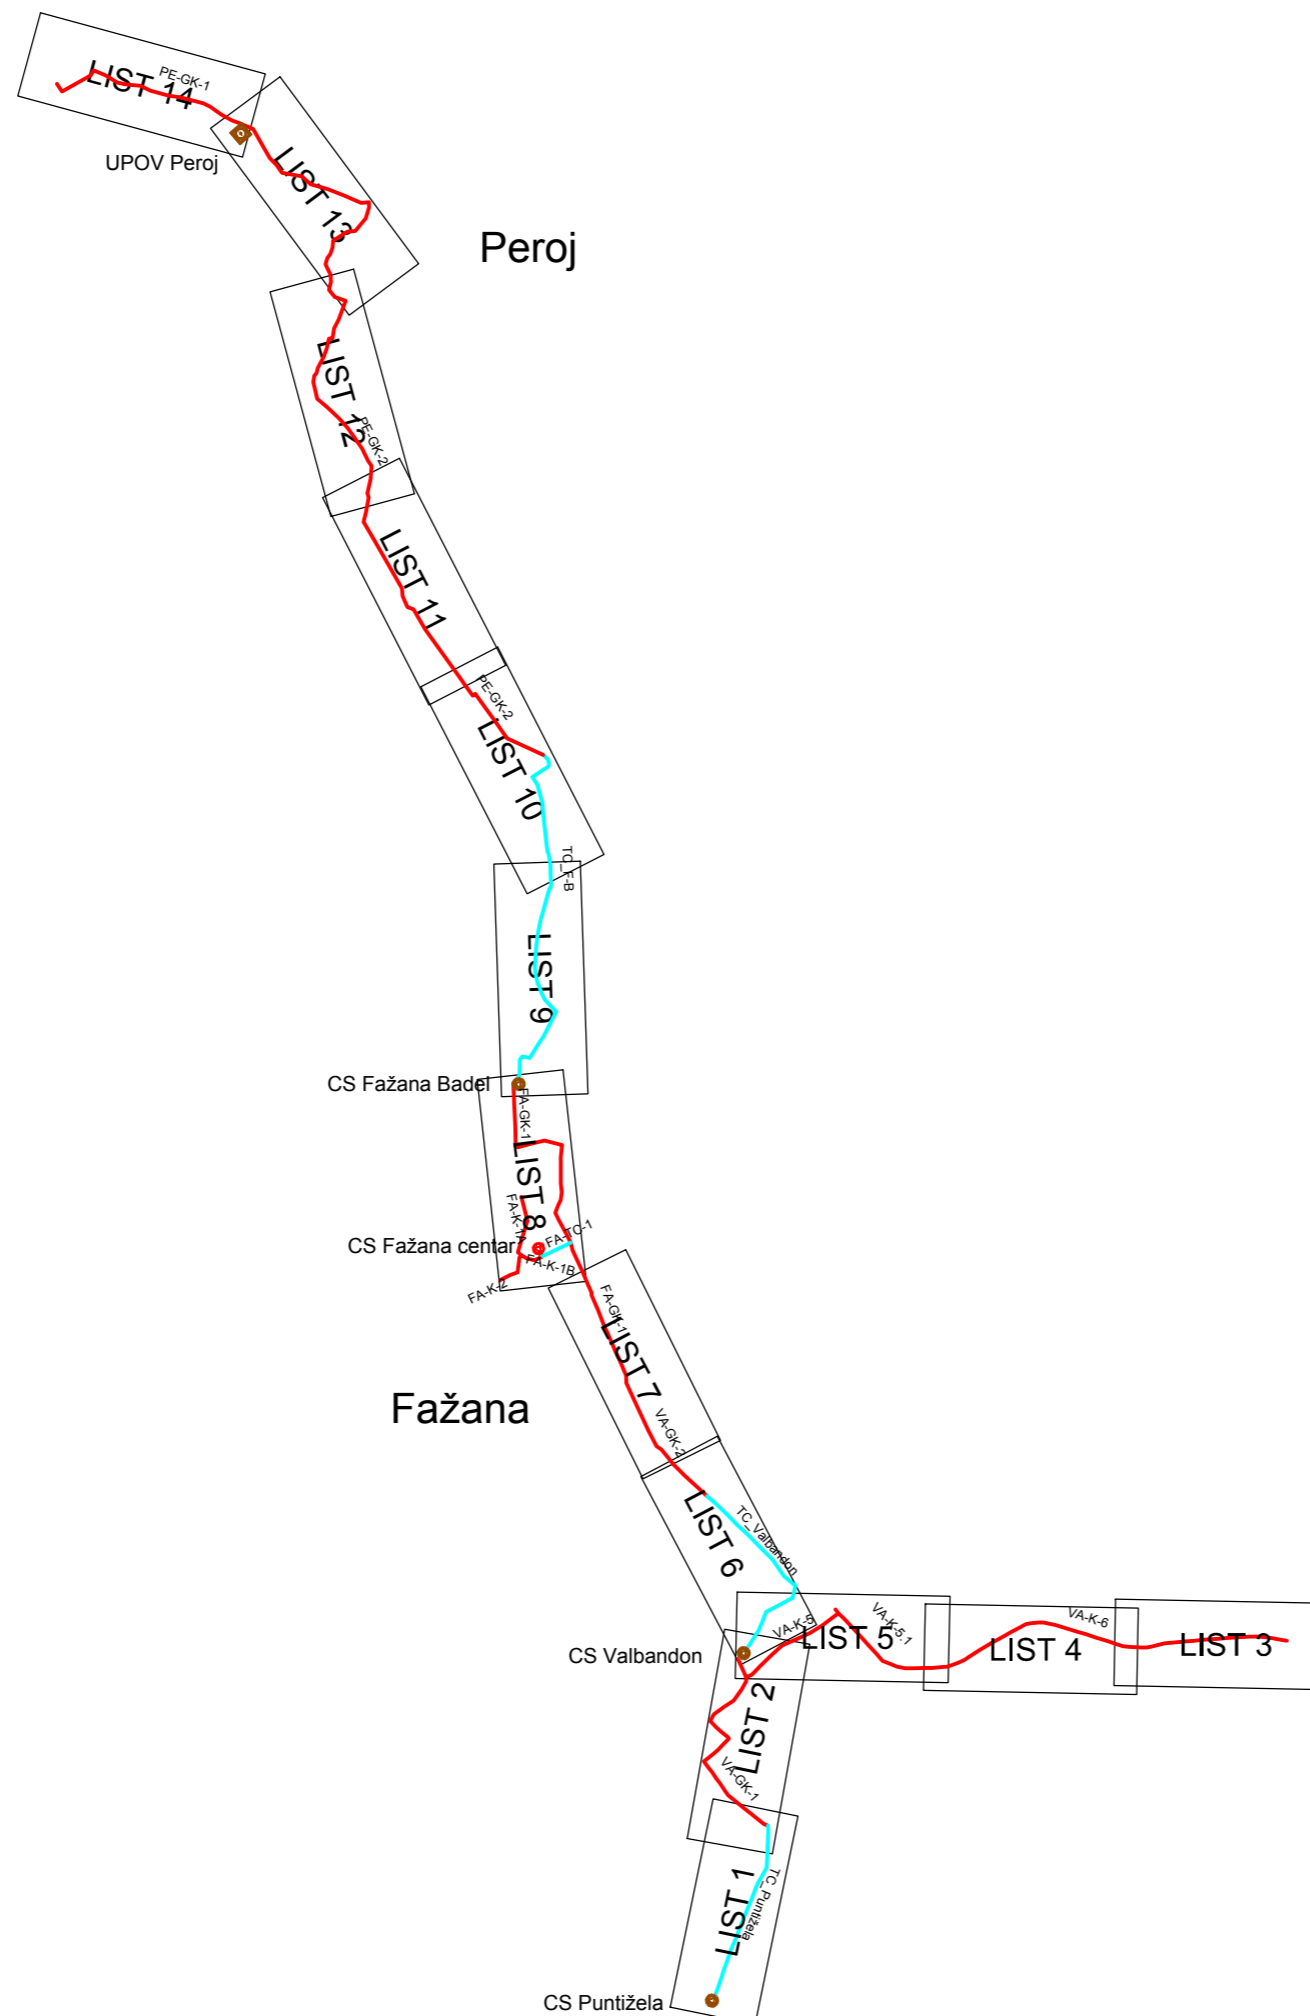 LIST 14
PE-GK-1
UPOV Peroj
LIST 13
Peroj
LIST 12
PE-GK-2
LIST 11
PE-GK-2
LIST 10
TC_F-B
LIST 9
CS Fažana Badel
FA-GK-1
LIST 8
FA-K-1A
FA-TC-1
CS Fažana centar
FA-K-1B
FA-K-2
FA-GK-1
LIST 7
Fažana
VA-GK-2
LIST 6
TC_Valbandon
VA-K-5
VA-K-5.1
VA-K-6
LIST 5
LIST 4
LIST 3
CS Valbandon
LIST 2
VA-GK-1
LIST 1
TC_Puntižela
CS Puntižela